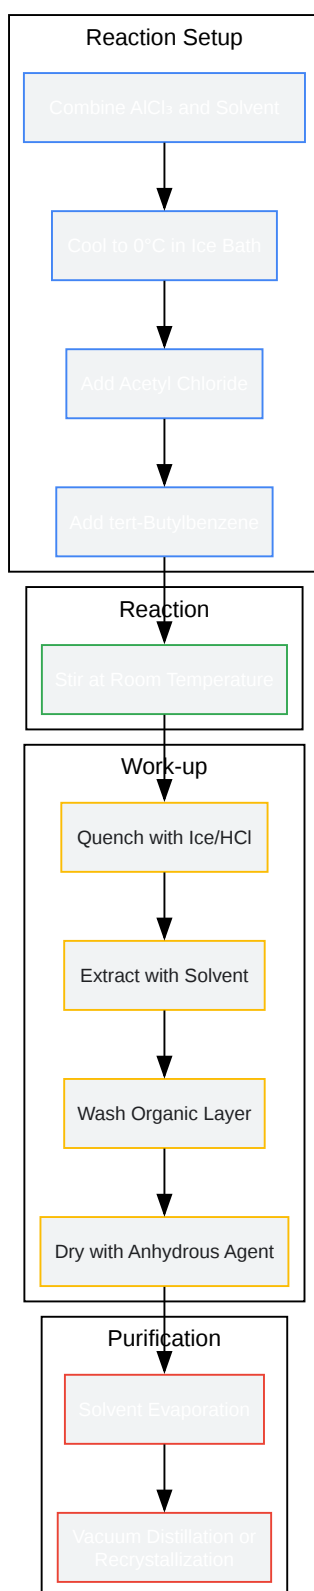 Reaction Setup
Combine AlCl₃ and Solvent
Cool to 0°C in Ice Bath
Add Acetyl Chloride
Add tert-Butylbenzene
Reaction
Stir at Room Temperature
Work-up
Quench with Ice/HCl
Extract with Solvent
Wash Organic Layer
Dry with Anhydrous Agent
Purification
Solvent Evaporation
Vacuum Distillation or
Recrystallization